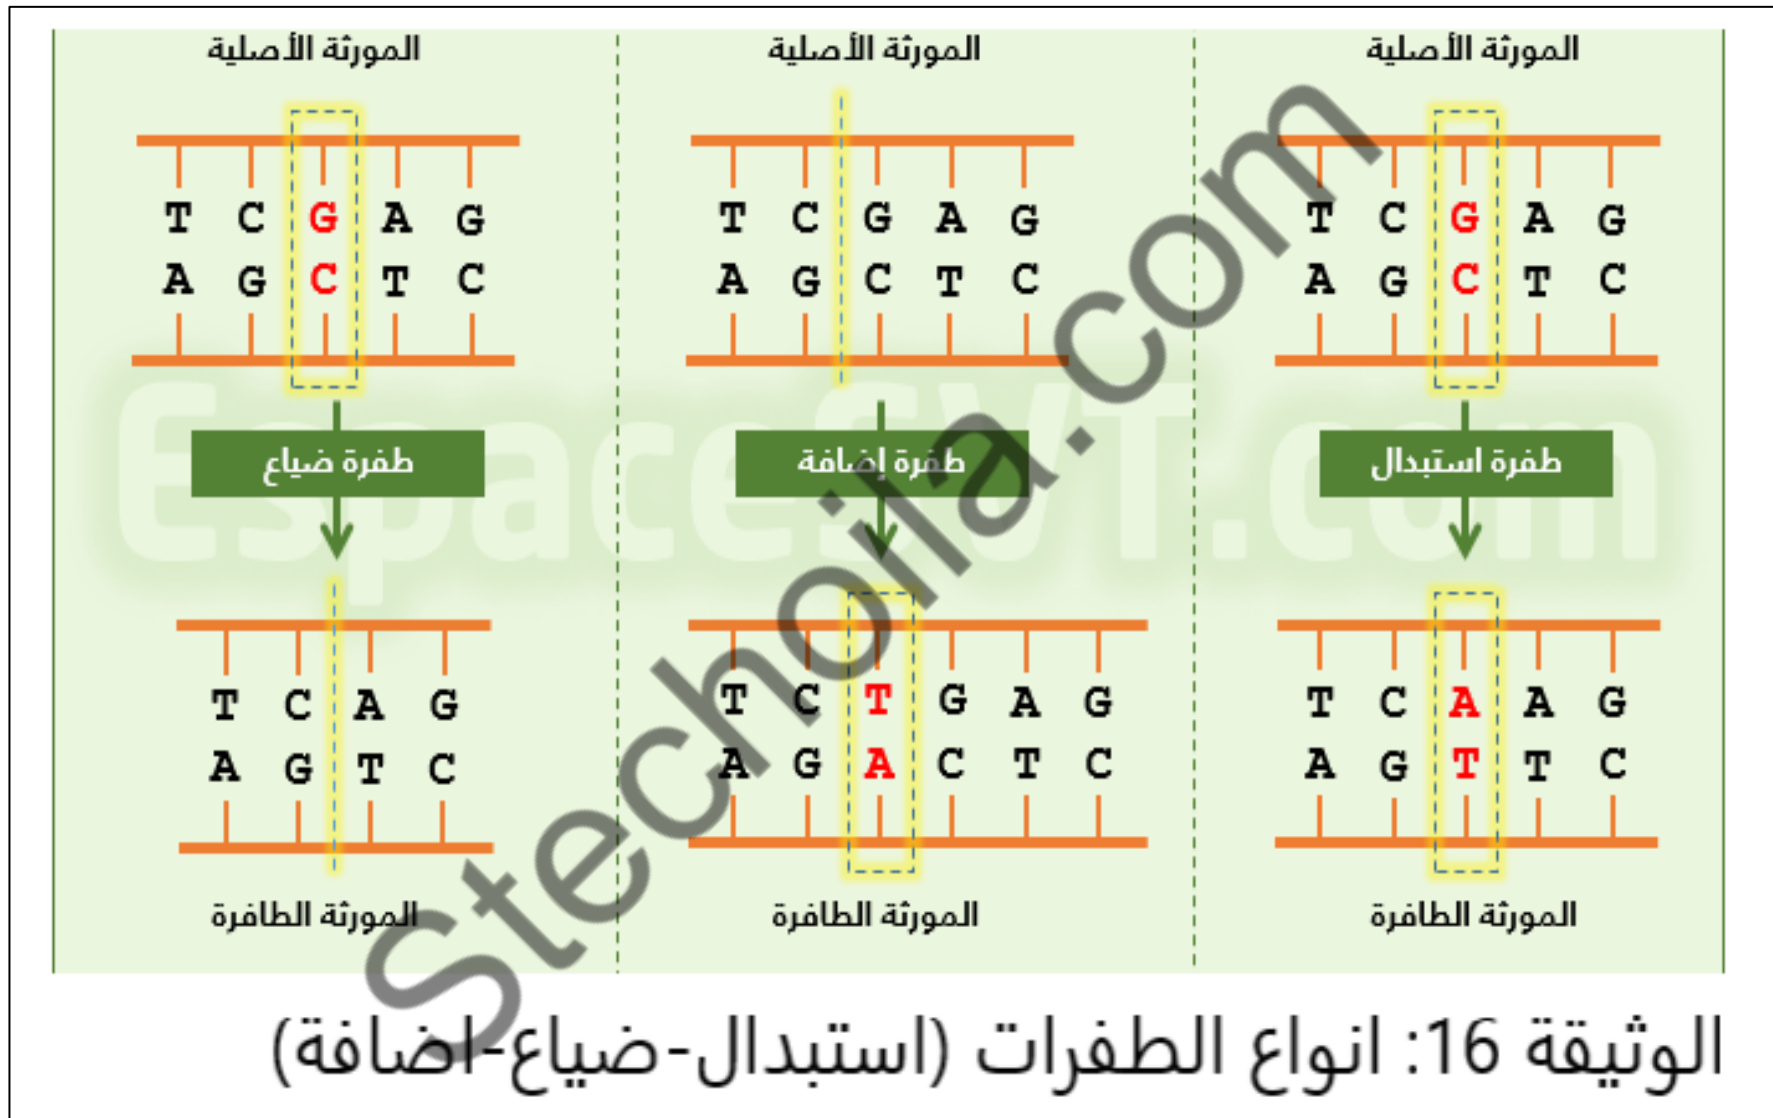 المورثة الأصلية
المورثة الأصلية
المورثة الأصلية
T C G A G
A G C T C
T C G A G
A G C T C
T C G A G
A G C T C
طفرة استبدال
طفرة إضافة
طفرة ضياع
T C A A G
A G T T C
T C T G A G
A G A C T C
T C A G
A G T C
المورثة الطافرة
المورثة الطافرة
المورثة الطافرة
EspaceSVT.com
Stechoila.com
الوثيقة 16: انواع الطفرات (استبدال-ضياع-اضافة)